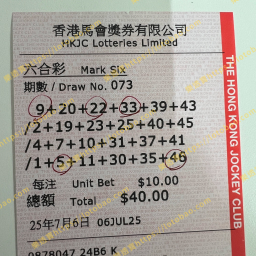 香港馬會獎券有限公司
HKJC Lotteries Limited
六合彩 Mark Six
期數 / Draw No. 073
9+20+22+33+39+43
/2+19+23+25+40+45
/4+7+10+31+37+41
/1+5+11+30+35+46
每注 Unit Bet $10.00
總額 Total $40.00
25年7月6日 06JUL25
0878047 24B6 K
THE HONG KONG JOCKEY CLUB